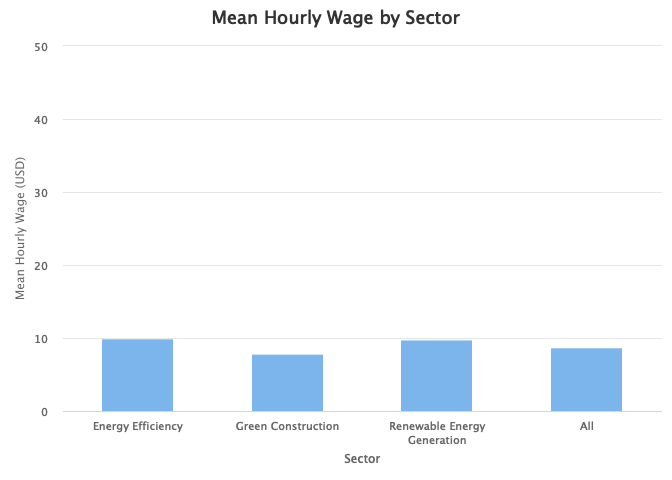 Mean Hourly Wage by Sector
Mean Hourly Wage (USD)
50
40
30
20
10
0
Energy Efficiency
Green Construction
Renewable Energy
Generation
All
Sector